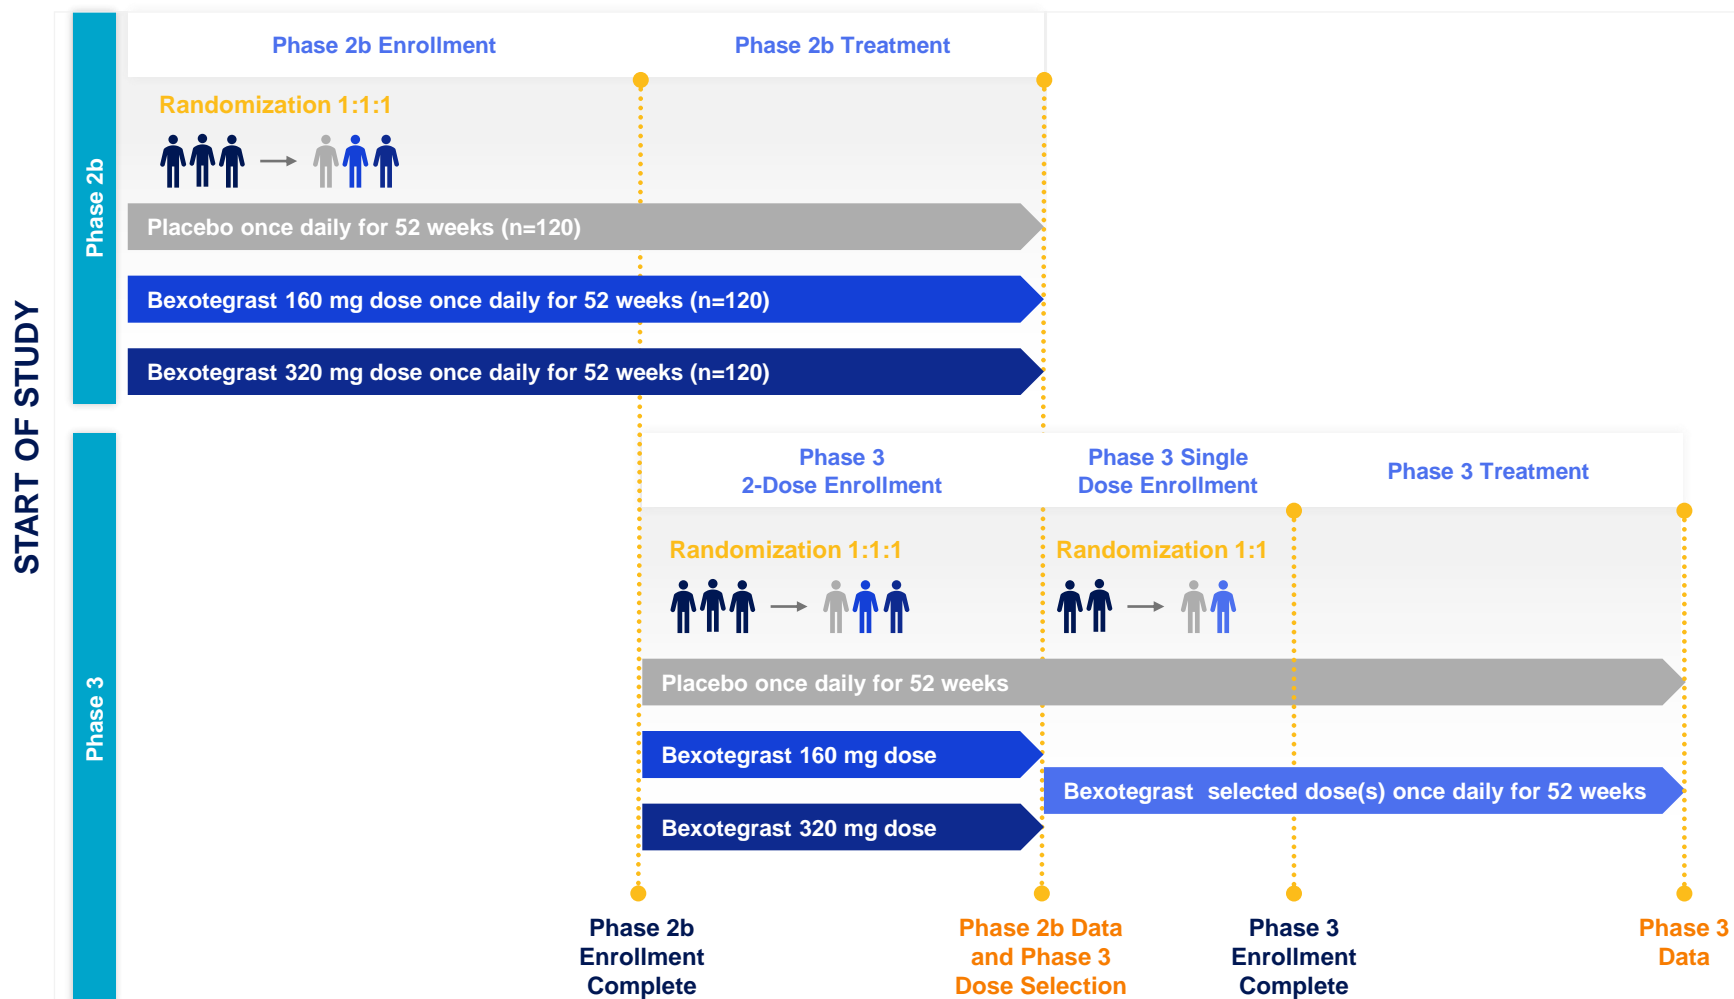 START OF STUDY
Phase 2b
Phase 2b Enrollment
Phase 2b Treatment
Randomization 1:1:1
Placebo once daily for 52 weeks (n=120)
Bexotegrast 160 mg dose once daily for 52 weeks (n=120)
Bexotegrast 320 mg dose once daily for 52 weeks (n=120)
Phase 3
Phase 3
2-Dose Enrollment
Phase 3 Single
Dose Enrollment
Phase 3 Treatment
Randomization 1:1:1
Randomization 1:1
Placebo once daily for 52 weeks
Bexotegrast 160 mg dose
Bexotegrast selected dose(s) once daily for 52 weeks
Bexotegrast 320 mg dose
Phase 2b
Enrollment
Complete
Phase 2b Data
and Phase 3
Dose Selection
Phase 3
Enrollment
Complete
Phase 3
Data